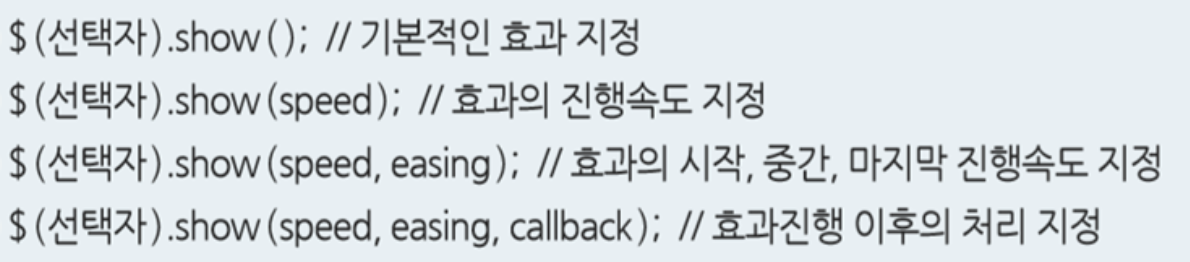 $(선택자).show(); // 기본적인 효과 지정
$(선택자).show(speed); // 효과의 진행속도 지정
$(선택자).show(speed, easing); // 효과의 시작, 중간, 마지막 진행속도 지정
$(선택자).show(speed, easing, callback); // 효과진행 이후의 처리 지정